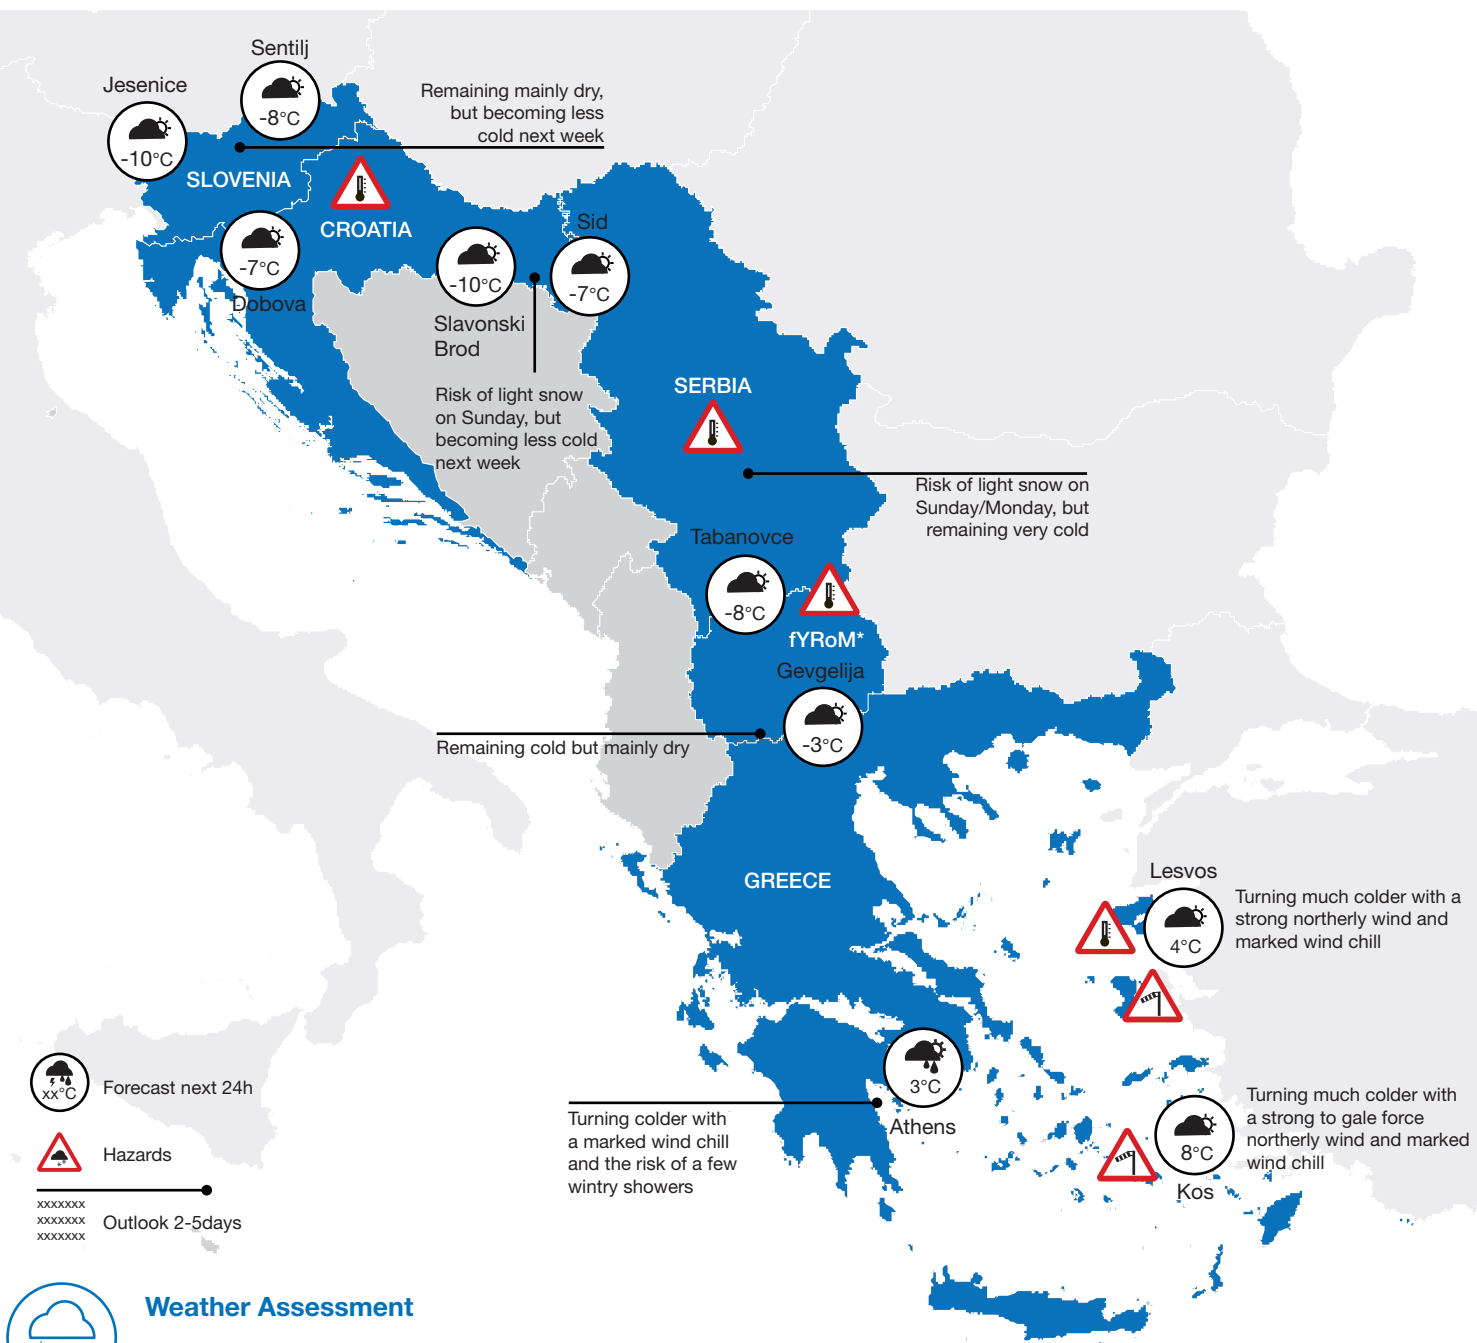 Sentilj
-8°C
Jesenice
-10°C
Remaining mainly dry,
but becoming less
cold next week
SLOVENIA
CROATIA
-7°C
Dobova
Sid
-7°C
-10°C
Slavonski
Brod
Risk of light snow
on Sunday, but
becoming less cold
next week
SERBIA
Risk of light snow on
Sunday/Monday, but
remaining very cold
Tabanovce
-8°C
fYRoM*
Gevgelija
-3°C
Remaining cold but mainly dry
GREECE
Lesvos
4°C
Turning much colder with a
strong northerly wind and
marked wind chill
3°C
Athens
Turning colder with
a marked wind chill
and the risk of a few
wintry showers
Turning much colder with
a strong to gale force
northerly wind and marked
wind chill
8°C
Kos
xx°C
Forecast next 24h
Hazards
xxxxxxx
xxxxxxx
xxxxxxx
Outlook 2-5days
Weather Assessment